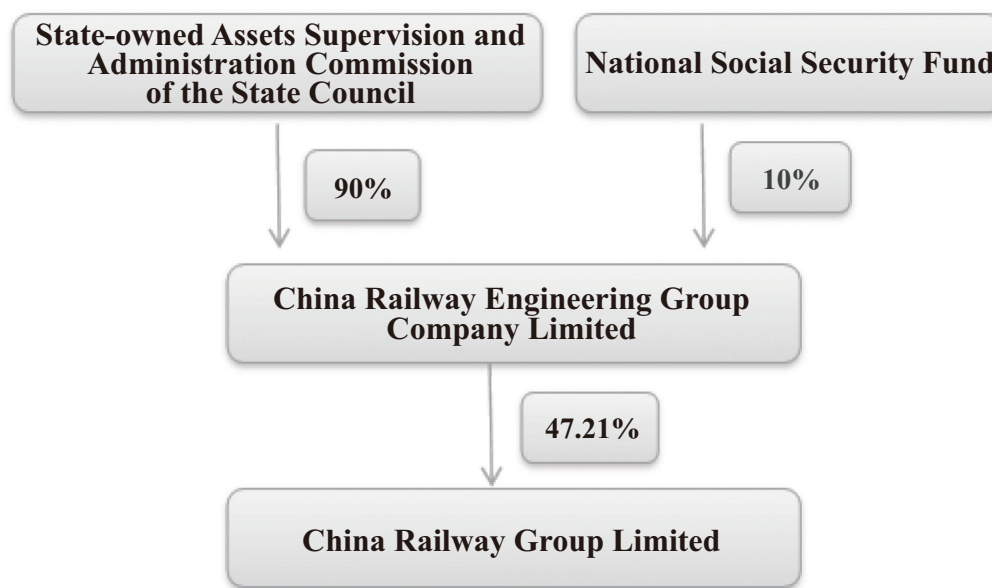 State-owned Assets Supervision and
Administration Commission
of the State Council
National Social Security Fund
90%
10%
China Railway Engineering Group
Company Limited
47.21%
China Railway Group Limited